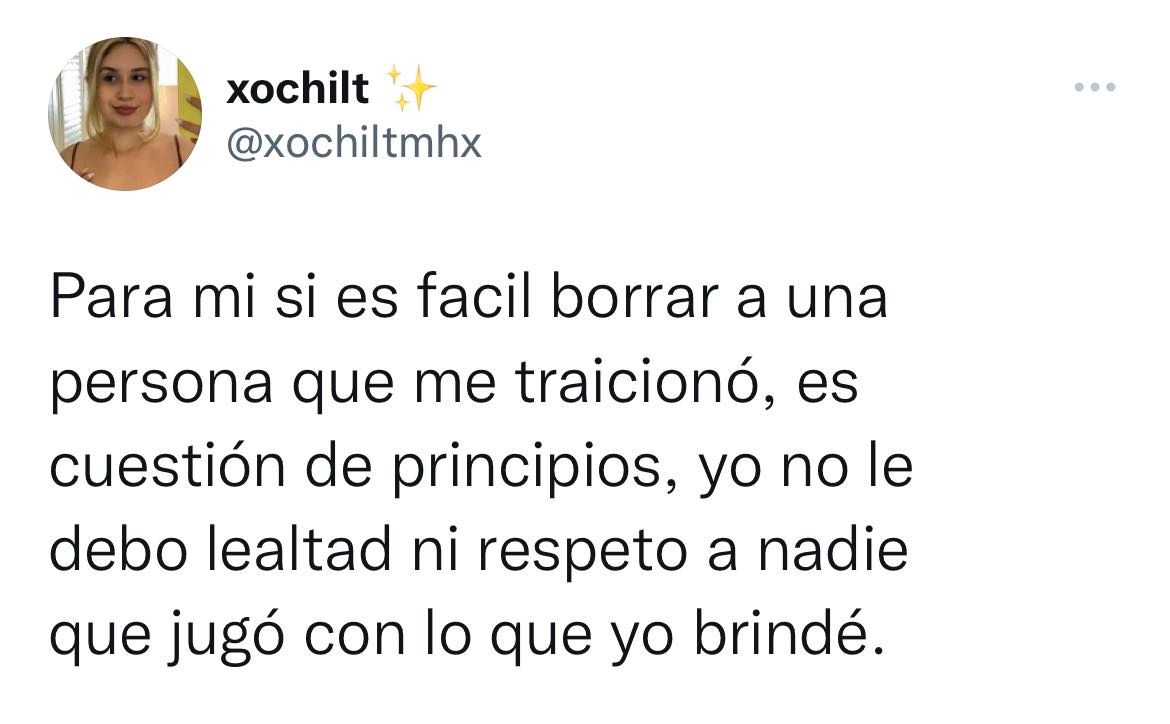 xochilt ✨
@xochiltmhx
Para mi si es facil borrar a una
persona que me traicionó, es
cuestión de principios, yo no le
debo lealtad ni respeto a nadie
que jugó con lo que yo brindé.